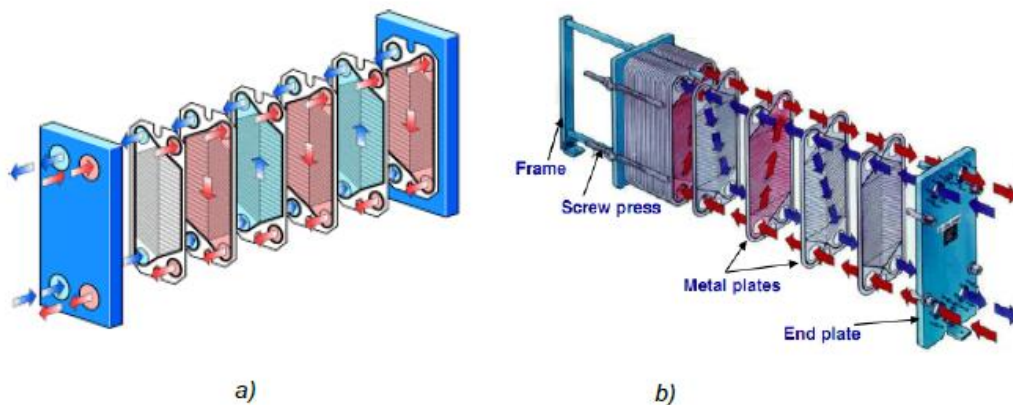 Frame
Screw press
Metal plates
End plate
a)
b)